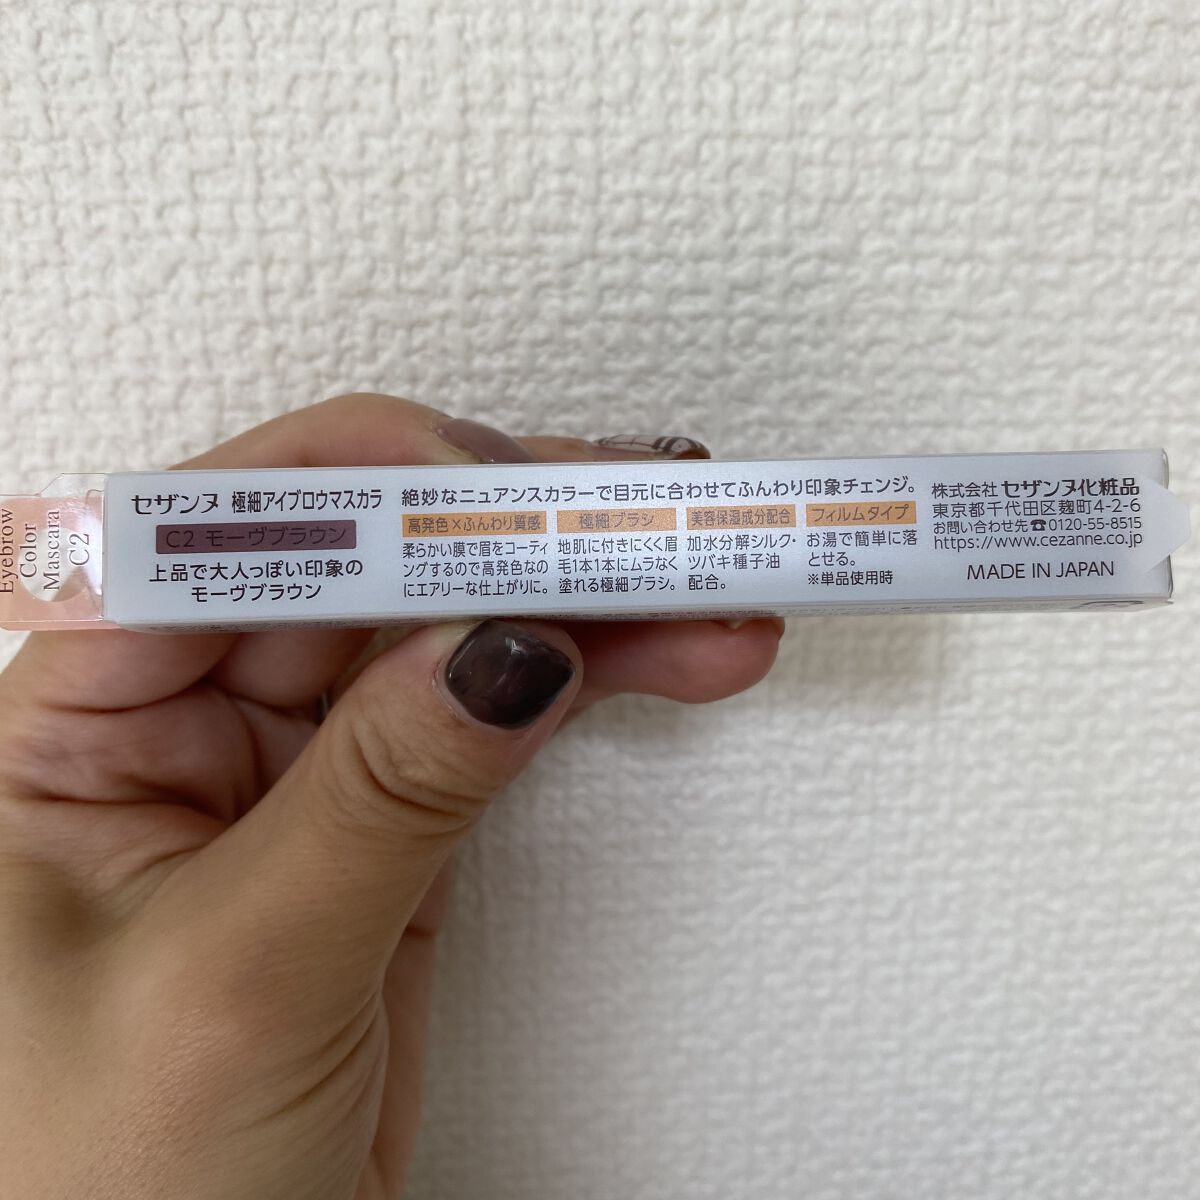 Eyebrow
Color
Mascara
C2
セザンヌ 極細アイブロウマスカラ
C2 モーヴブラウン
上品で大人っぽい印象の
モーヴブラウン
絶妙なニュアンスカラーで目元に合わせてふんわり印象チェンジ。
高発色×ふんわり質感
柔らかい膜で眉をコーティ
ングするので高発色なの
にエアリーな仕上がりに。
極細ブラシ
地肌に付きにくく眉
毛1本1本にムラなく
塗れる極細ブラシ。
美容保湿成分配合
加水分解シルク・
ツバキ種子油
配合。
フィルムタイプ
お湯で簡単に落
とせる。
※単品使用時
株式会社 セザンヌ化粧品
東京都千代田区麹町4-2-6
お問い合わせ先☎0120-55-8515
https://www.cezanne.co.jp
MADE IN JAPAN